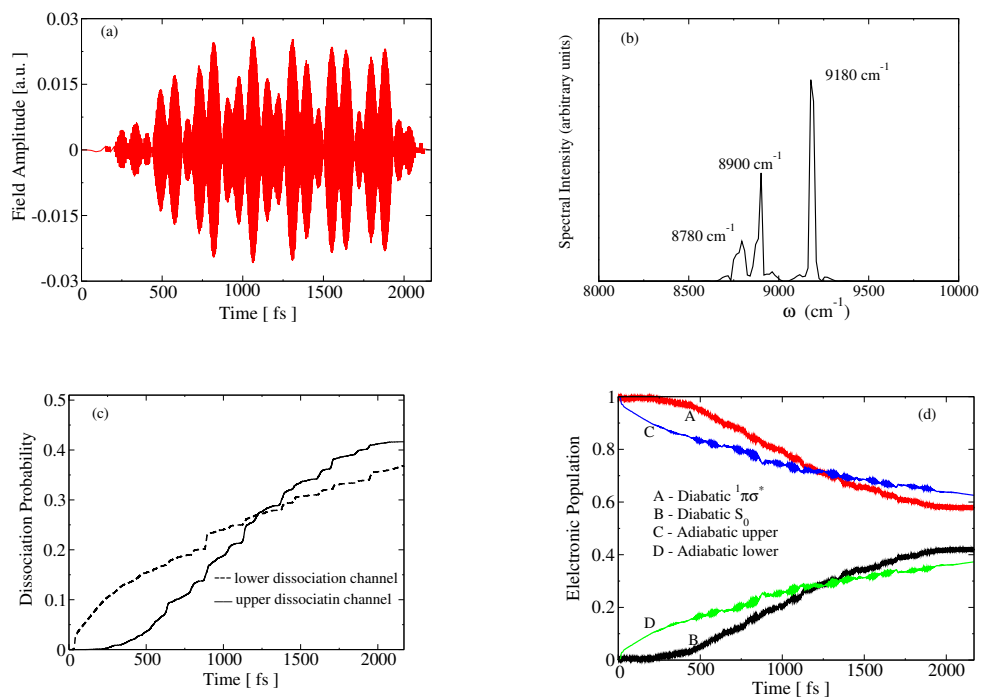 (a)
Field Amplitude [a.u.]
0.03
0.015
0
-0.015
-0.03
0 500 1000 1500 2000
Time [ fs ]
(b)
Spectral Intensity (arbitrary units)
9180 cm⁻¹
8900 cm⁻¹
8780 cm⁻¹
8000 8500 9000 9500 10000
ω (cm⁻¹)
(c)
Dissociation Probability
0.5
0.4
0.3
0.2
0.1
0
lower dissociation channel
upper dissociatin channel
0 500 1000 1500 2000
Time [ fs ]
(d)
Elelctronic Population
1
0.8
0.6
0.4
0.2
0
A
C
A - Diabatic ¹πσ*
B - Diabatic S₀
C - Adiabatic upper
D - Adiabatic lower
D
B
0 500 1000 1500 2000
Time [ fs ]